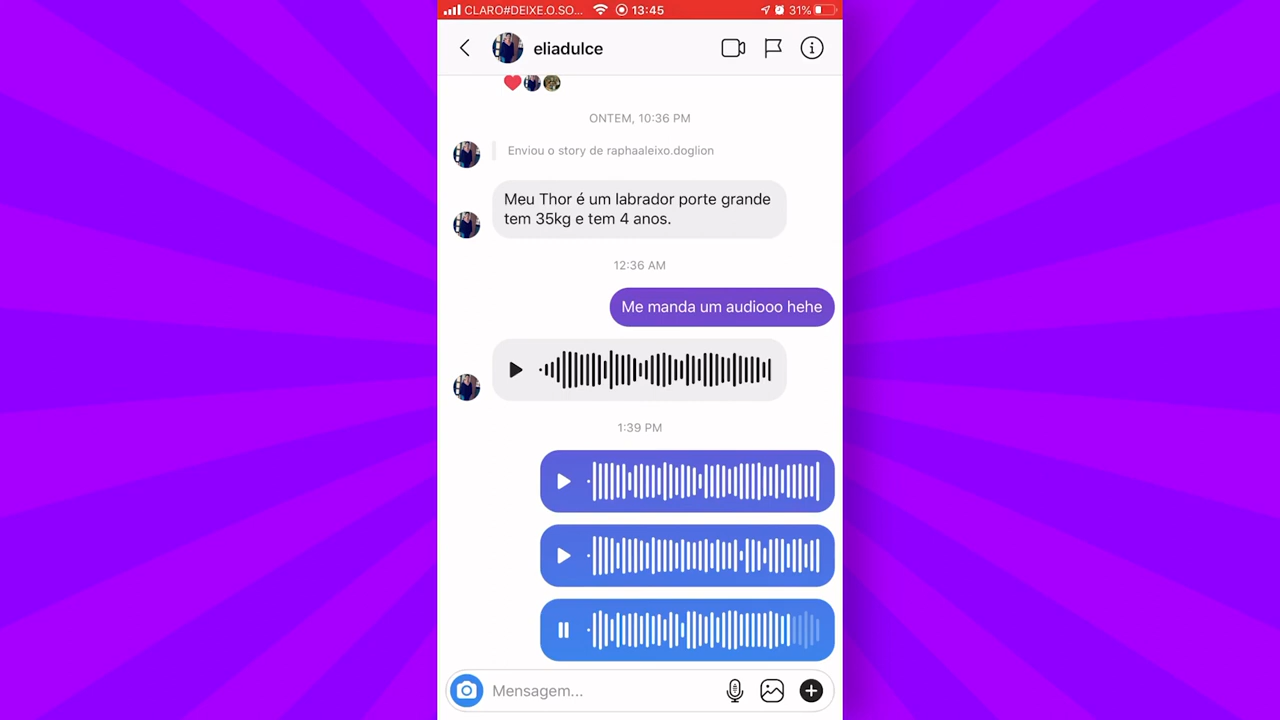 CLARO#DEIXE.O.SO... 13:45 31%
eliadulce
ONTEM, 10:36 PM
Enviou o story de raphaaleixo.doglion
Meu Thor é um labrador porte grande
tem 35kg e tem 4 anos.
12:36 AM
Me manda um audiooo hehe
1:39 PM
Mensagem...